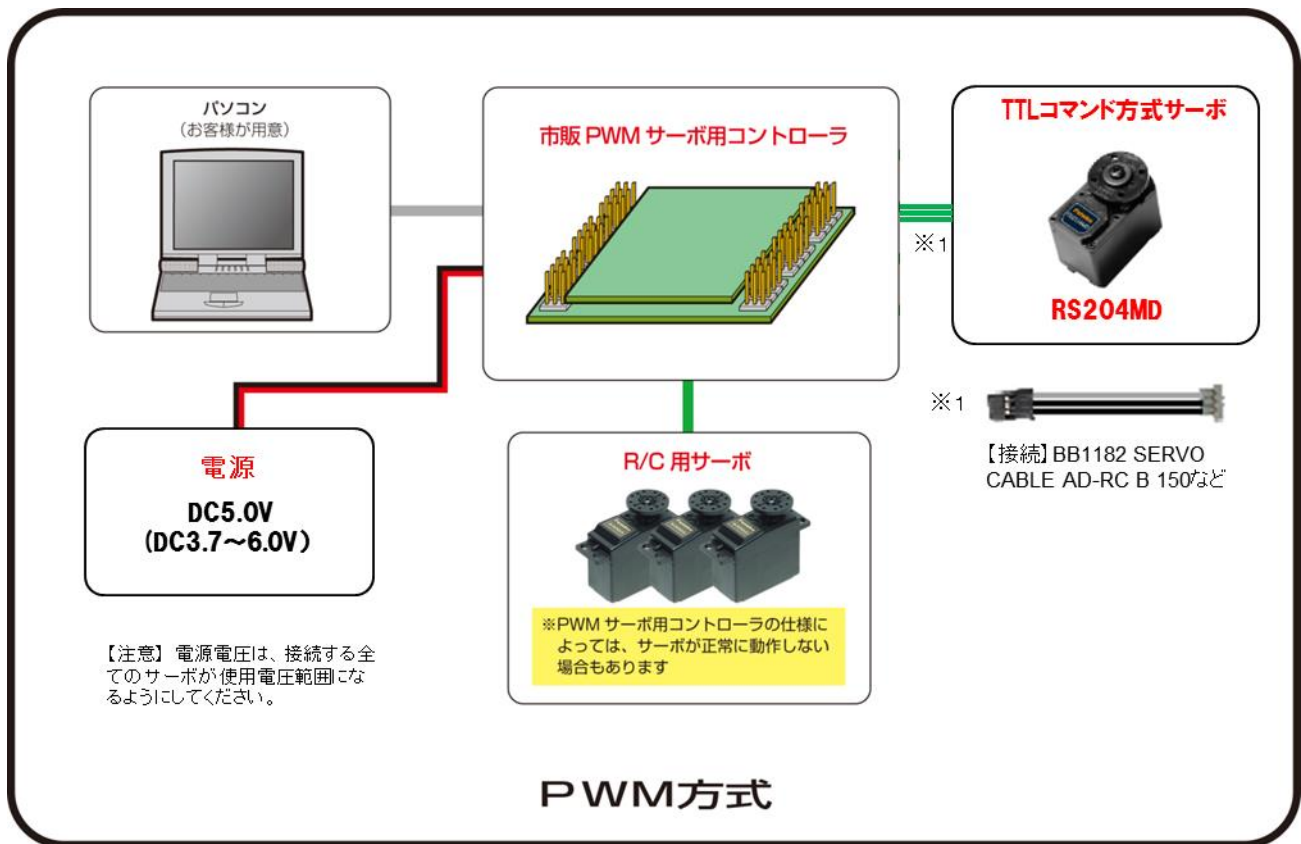 パソコン
(お客様が用意)
市販 PWM サーボ用コントローラ
TTLコマンド方式サーボ
RS204MD
※1
※1
【接続】BB1182 SERVO
CABLE AD-RC B 150など
電源
DC5.0V
(DC3.7～6.0V)
【注意】 電源電圧は、接続する全
てのサーボが使用電圧範囲にな
るようにしてください。
R/C 用サーボ
※PWM サーボ用コントローラの仕様に
よっては、サーボが正常に動作しない
場合もあります
PWM方式